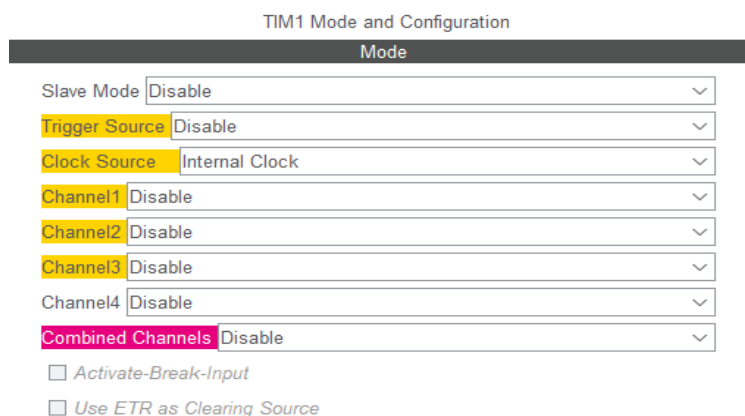 TIM1 Mode and Configuration
Mode
Slave Mode Disable
Trigger Source Disable
Clock Source Internal Clock
Channel1 Disable
Channel2 Disable
Channel3 Disable
Channel4 Disable
Combined Channels Disable
Activate-Break-Input
Use ETR as Clearing Source